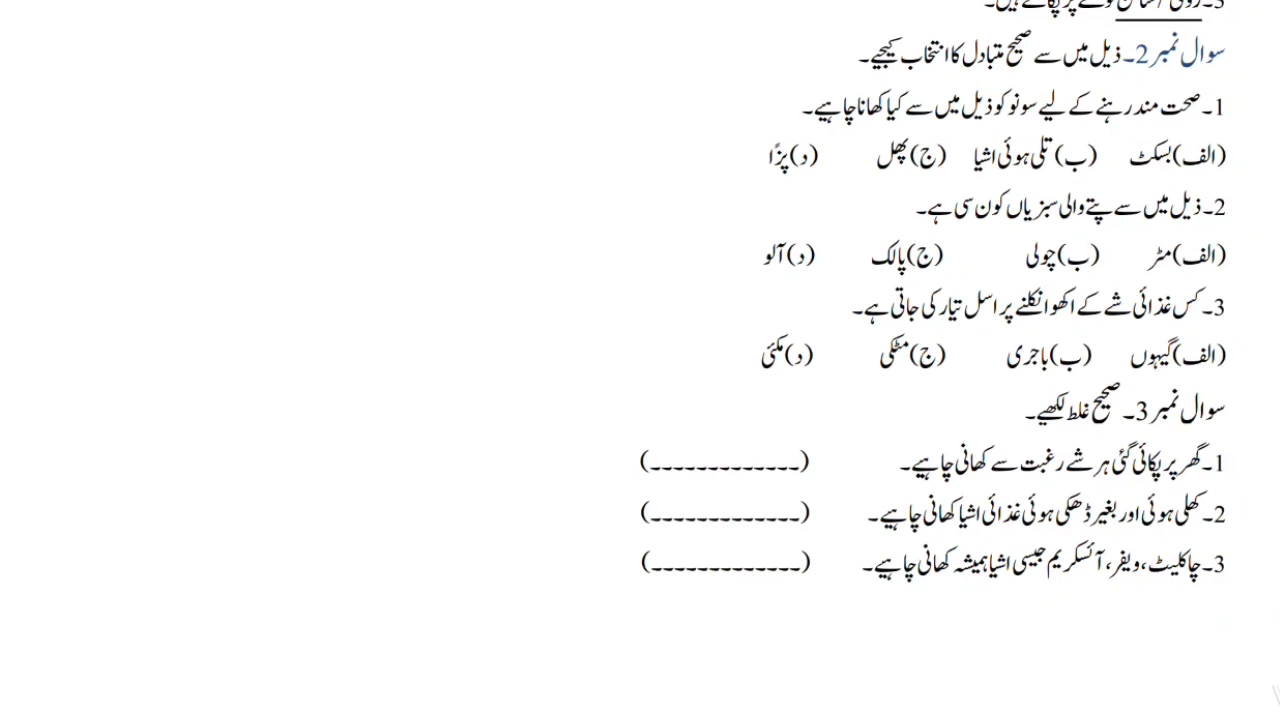 3۔روٹی پر پکاتے ہیں۔
سوال نمبر 2۔ذیل میں سے صحیح متبادل کا انتخاب کیجیے۔
1۔صحت مند رہنے کے لیے سونو کو ذیل میں سے کیا کھانا چاہیے۔
(الف)بسکٹ (ب)تلی ہوئی اشیا (ج)پھل (د)پزّا
2۔ذیل میں سے پتے والی سبزیاں کون سی ہے۔
(الف)مٹر (ب)چولی (ج)پالک (د)آلو
3۔کس غذائی شے کے اکھوا نکلنے پر اسل تیار کی جاتی ہے۔
(الف)گیہوں (ب)باجری (ج)مٹکی (د)مکئی
سوال نمبر 3۔ صحیح غلط لکھیے۔
1۔گھر پر پکائی گئی ہر شے رغبت سے کھانی چاہیے۔ (-------------)
2۔کھلی ہوئی اور بغیر ڈھکی ہوئی غذائی اشیا کھانی چاہیے۔ (-------------)
3۔چاکلیٹ،ویفر،آئسکریم جیسی اشیا ہمیشہ کھانی چاہیے۔ (-------------)